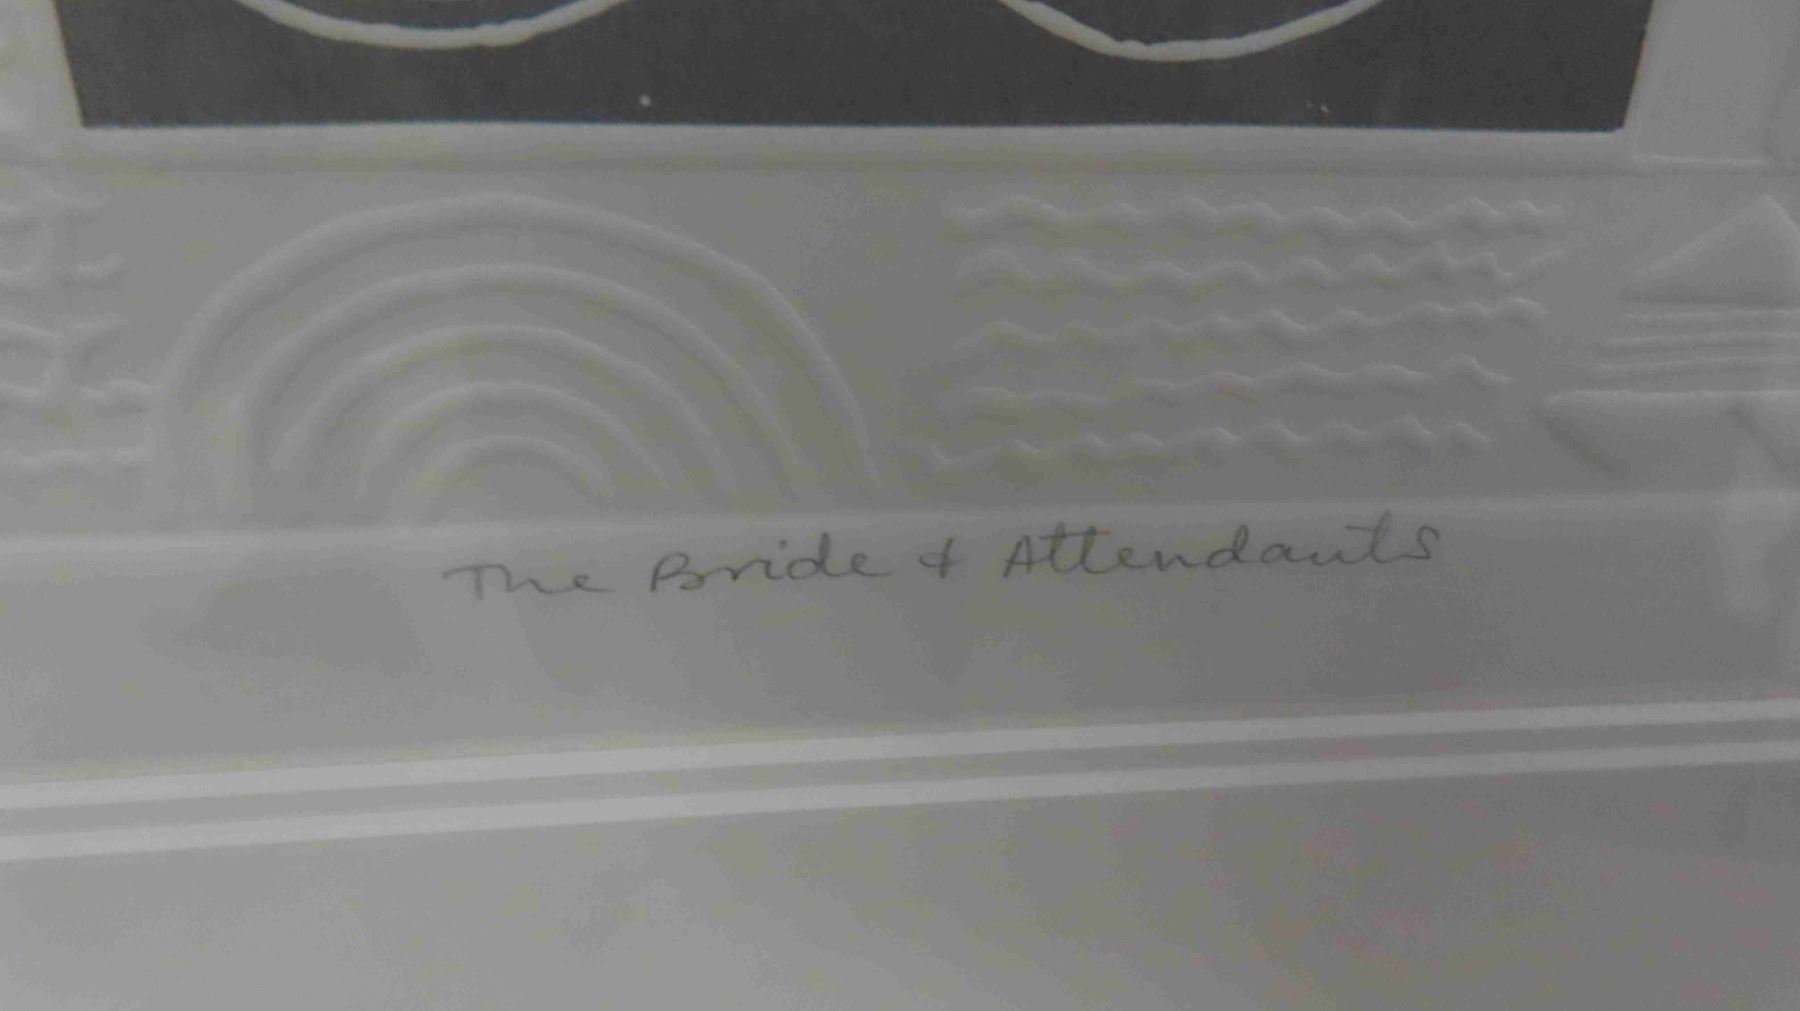 The Bride & Attendants